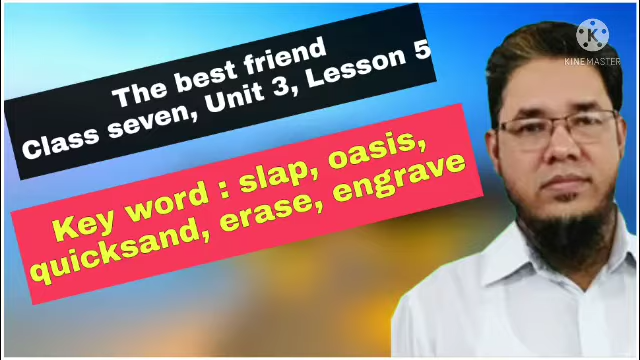 The best friend
Class seven, Unit 3, Lesson 5
Key word : slap, oasis,
quicksand, erase, engrave
K
KINEMASTER